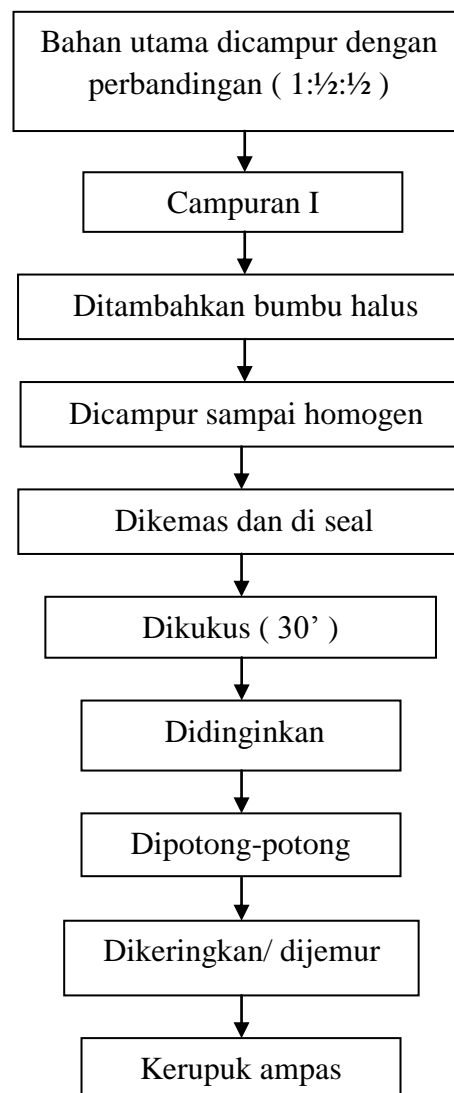 Bahan utama dicampur dengan
perbandingan ( 1:½:½ )
Campuran I
Ditambahkan bumbu halus
Dicampur sampai homogen
Dikemas dan di seal
Dikukus ( 30’ )
Didinginkan
Dipotong-potong
Dikeringkan/ dijemur
Kerupuk ampas